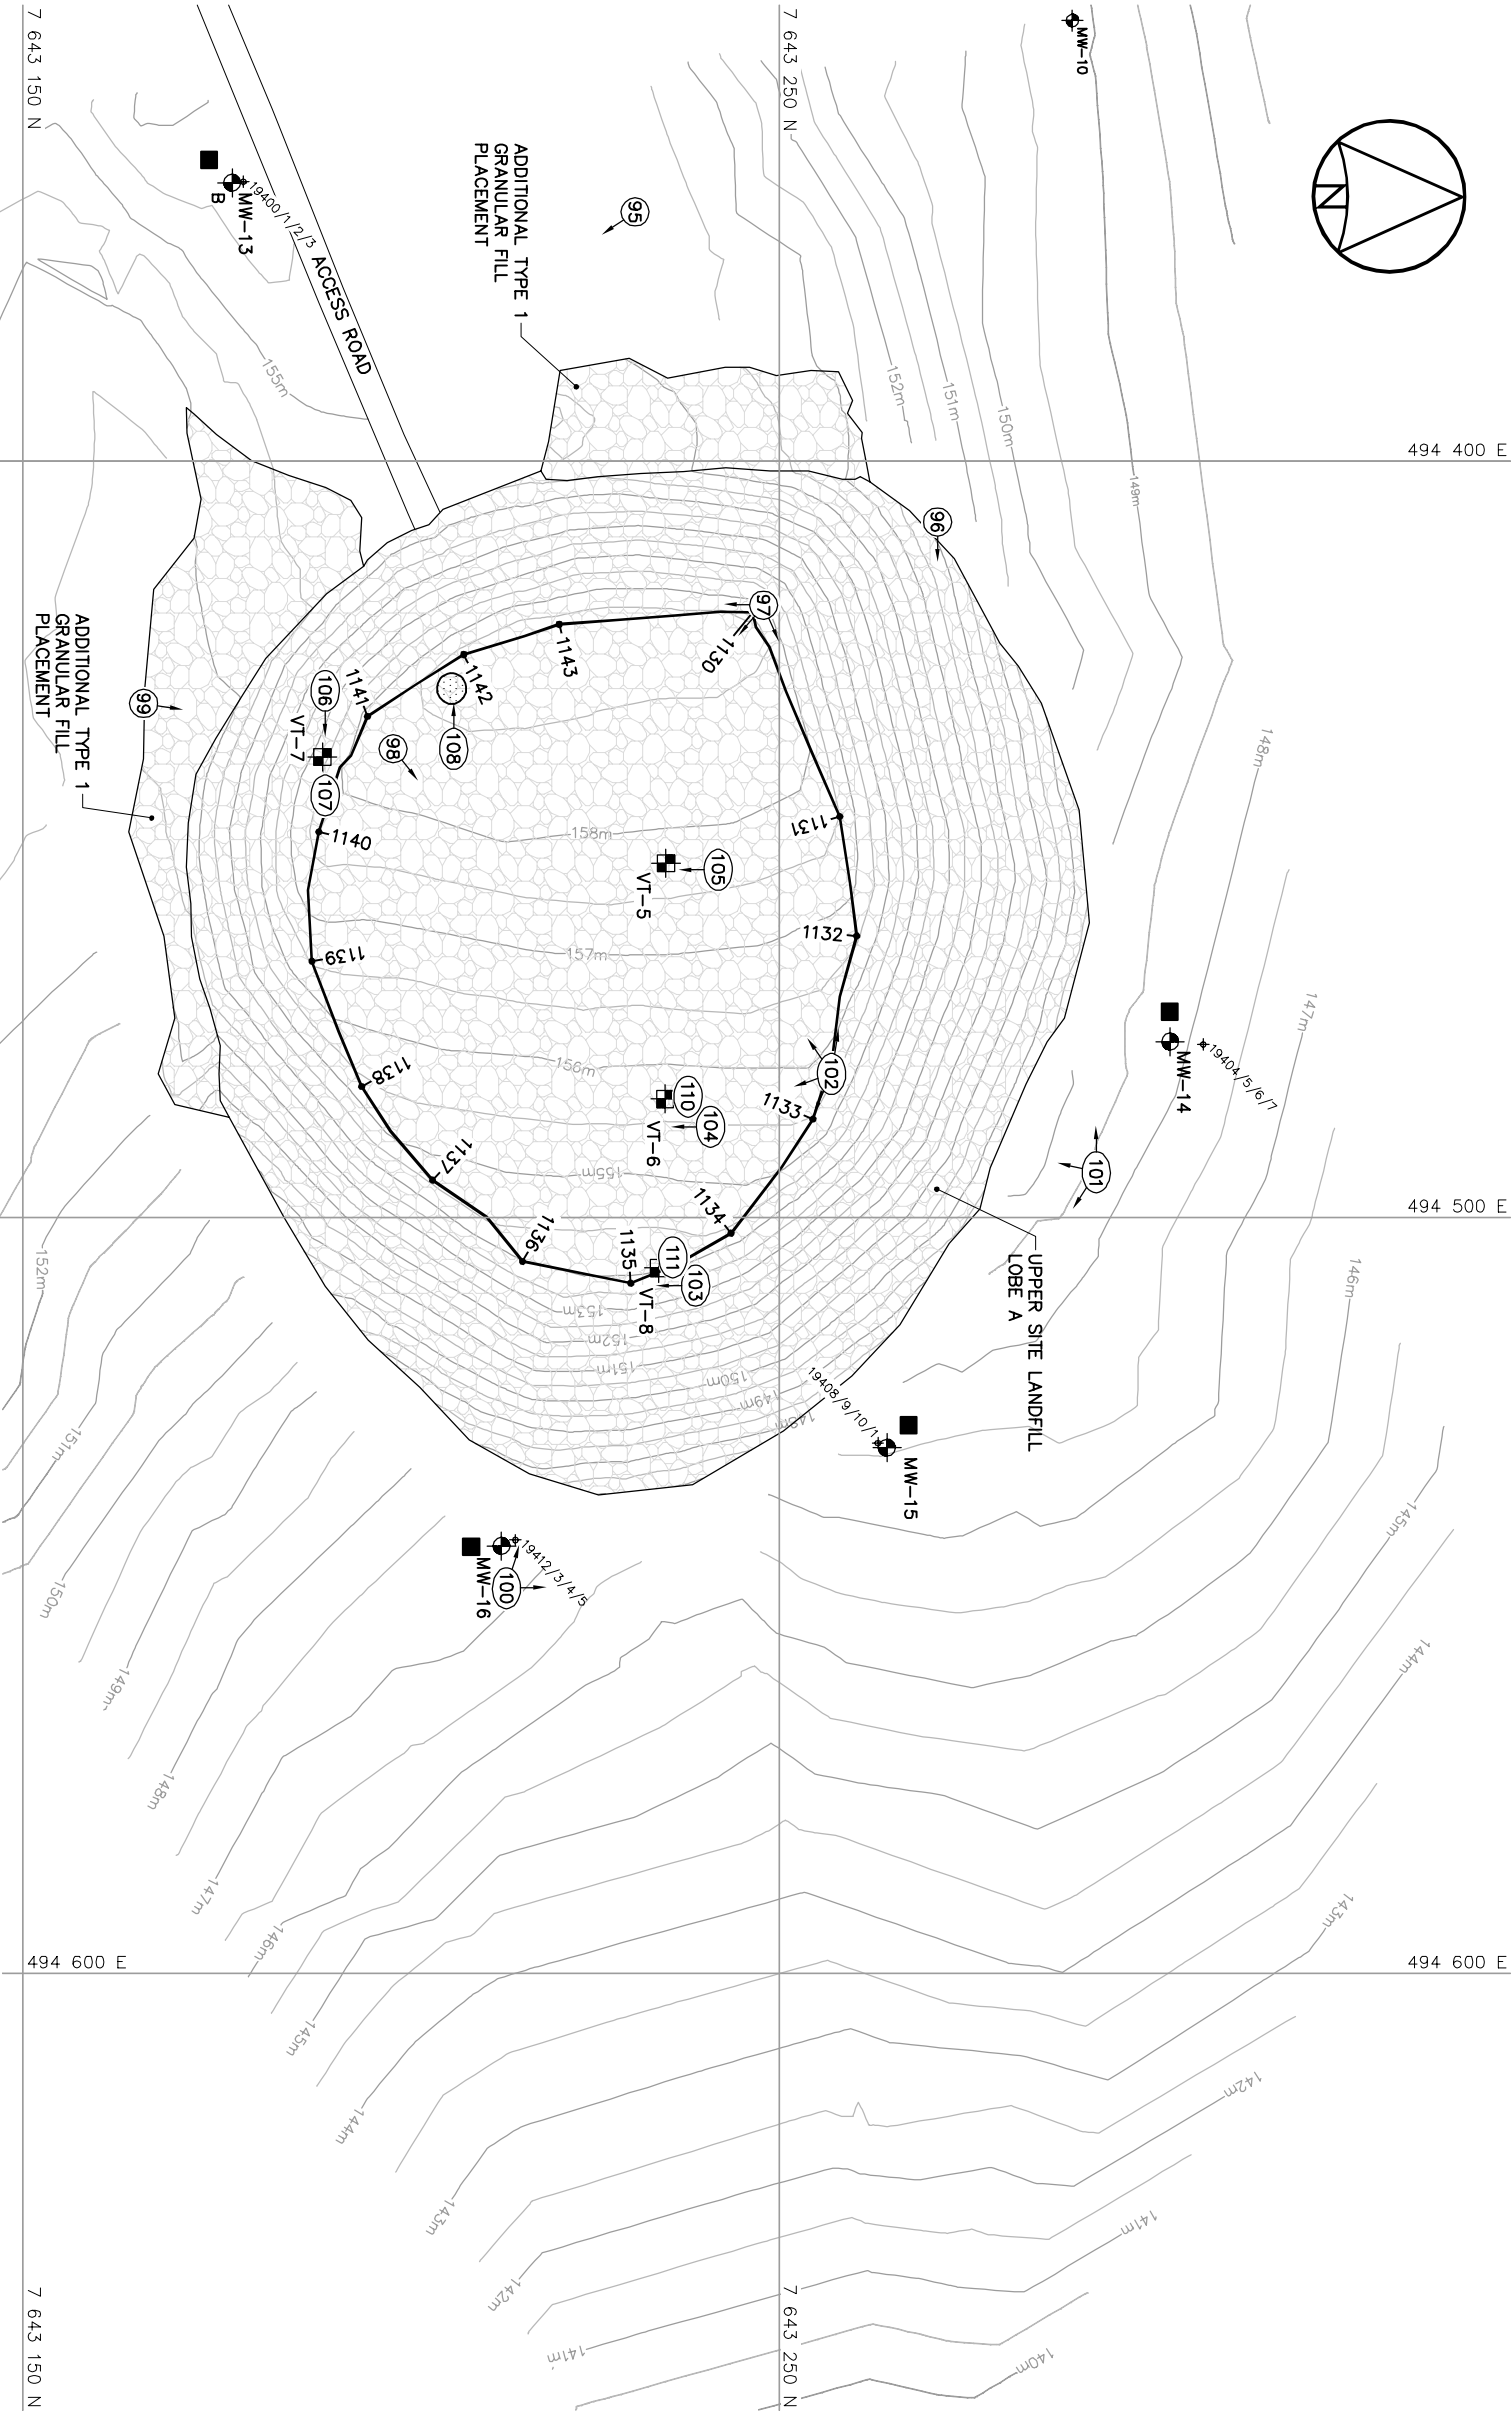 7 643 150 N
7 643 250 N
MW-10
N
MW-13
B
19400/1/2/3
ACCESS ROAD
95
ADDITIONAL TYPE 1
GRANULAR FILL
PLACEMENT
155m
152m
151m
150m
149m
494 400 E
96
97
1130
1143
1142
1141
106
VT-7
107
108
98
99
ADDITIONAL TYPE 1
GRANULAR FILL
PLACEMENT
148m
1131
158m
1140
105
VT-5
1132
157m
1139
147m
19404/5/6/7
MW-14
102
156m
1138
1133
110
104
VT-6
101
155m
1137
494 500 E
1134
1136
1135
111
103
VT-8
UPPER SITE LANDFILL
LOBE A
152m
146m
153m
152m
151m
150m
149m
148m
19408/9/10/1
MW-15
151m
145m
19412/3/4/5
MW-16
100
150m
144m
149m
148m
147m
143m
146m
494 600 E
494 600 E
145m
142m
144m
143m
141m
142m
141m
140m
7 643 150 N
7 643 250 N